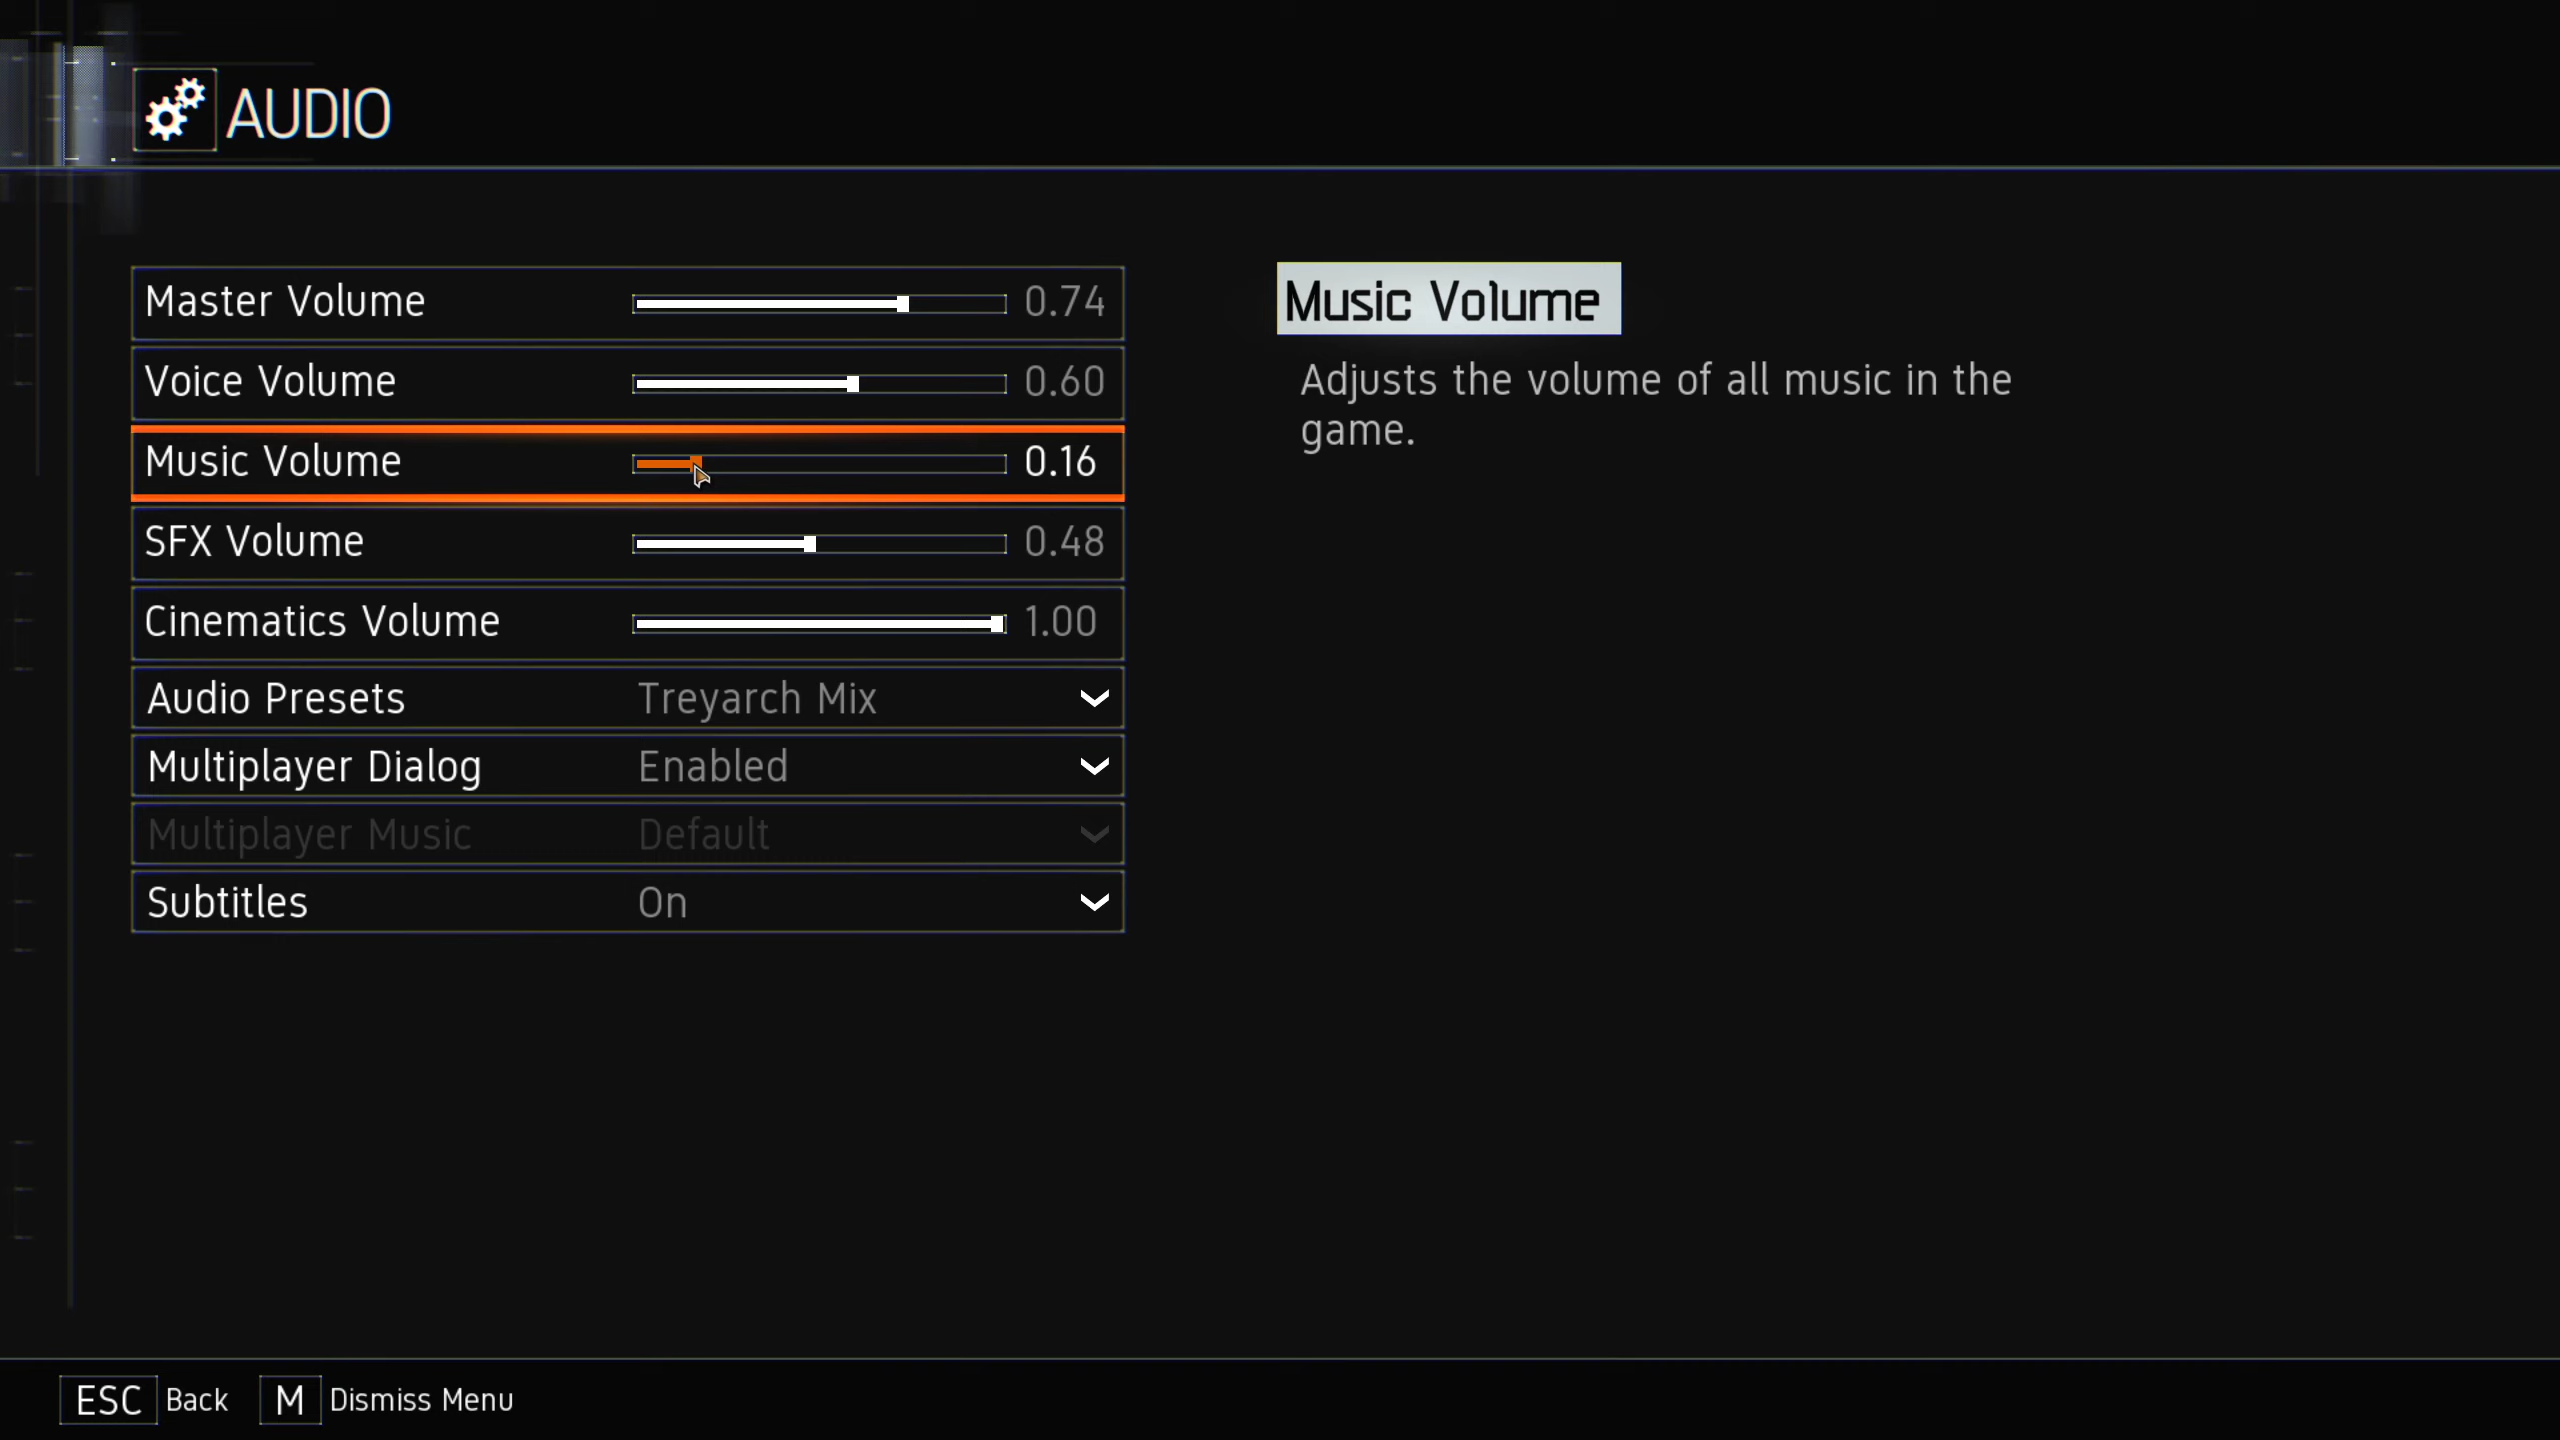 AUDIO
Master Volume 0.74
Voice Volume 0.60
Music Volume 0.16
SFX Volume 0.48
Cinematics Volume 1.00
Audio Presets Treyarch Mix
Multiplayer Dialog Enabled
Multiplayer Music Default
Subtitles On
Music Volume
Adjusts the volume of all music in the
game.
ESC Back M Dismiss Menu